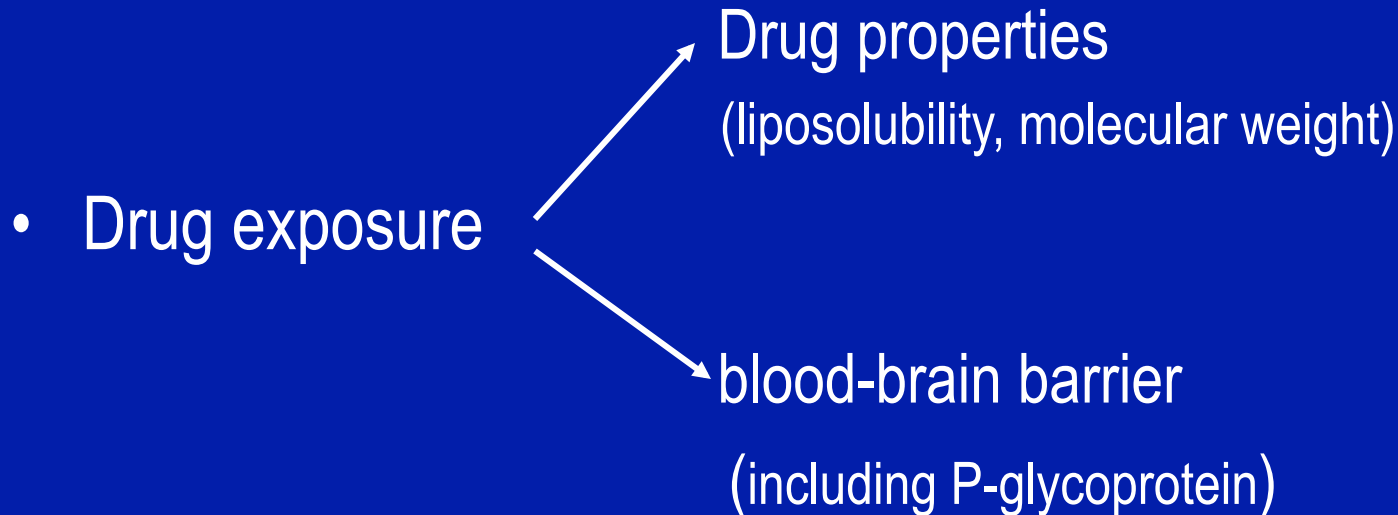 Drug properties
(liposolubility, molecular weight)
• Drug exposure
blood-brain barrier
(including P-glycoprotein)